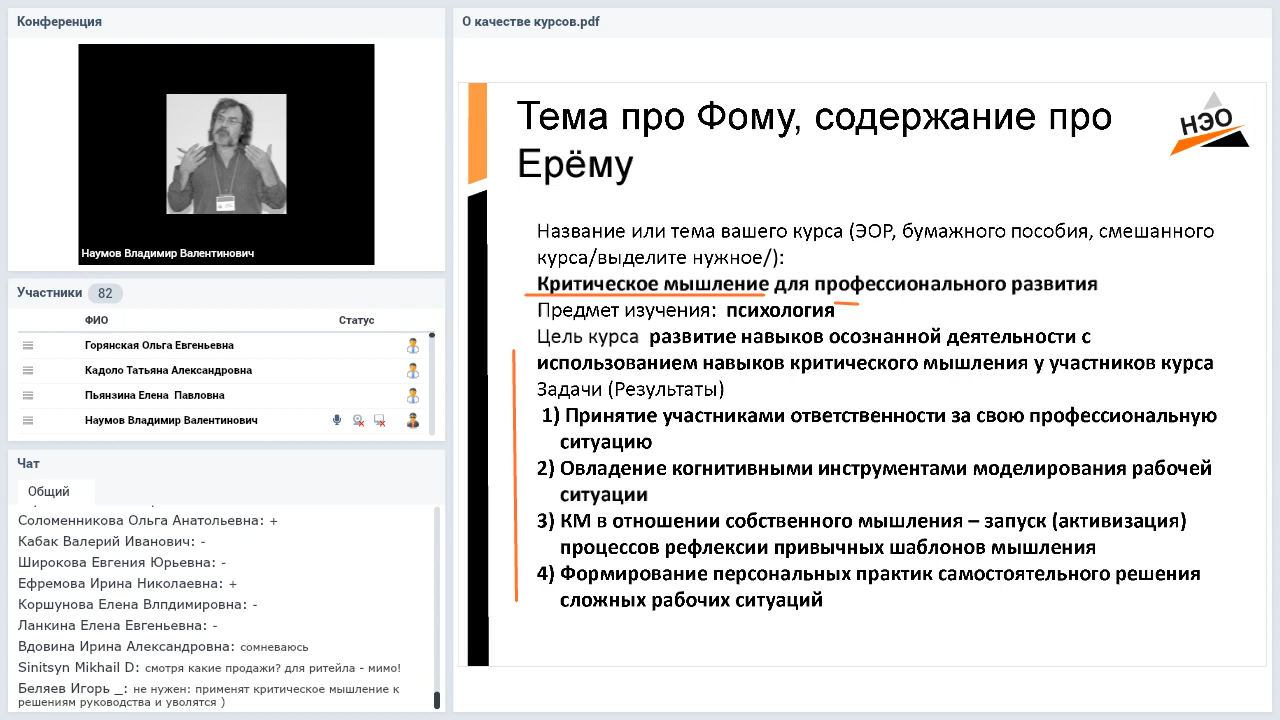 Конференция
Наумов Владимир Валентинович
Участники 82
ФИО Статус
Горянская Ольга Евгеньевна
Кадоло Татьяна Александровна
Пьянзина Елена Павловна
Наумов Владимир Валентинович
Чат
Общий
Соломенникова Ольга Анатольевна: +
Кабак Валерий Иванович: -
Широкова Евгения Юрьевна: -
Ефремова Ирина Николаевна: +
Коршунова Елена Влпдимировна: -
Ланкина Елена Евгеньевна: -
Вдовина Ирина Александровна: сомневаюсь
Sinitsyn Mikhail D: смотря какие продажи? для ритейла - мимо!
Беляев Игорь _: не нужен: применят критическое мышление к
решениям руководства и уволятся )
О качестве курсов.pdf
Тема про Фому, содержание про
Ерёму
НЭО
Название или тема вашего курса (ЭОР, бумажного пособия, смешанного
курса/выделите нужное/):
Критическое мышление для профессионального развития
Предмет изучения: психология
Цель курса развитие навыков осознанной деятельности с
использованием навыков критического мышления у участников курса
Задачи (Результаты)
1) Принятие участниками ответственности за свою профессиональную
ситуацию
2) Овладение когнитивными инструментами моделирования рабочей
ситуации
3) КМ в отношении собственного мышления – запуск (активизация)
процессов рефлексии привычных шаблонов мышления
4) Формирование персональных практик самостоятельного решения
сложных рабочих ситуаций